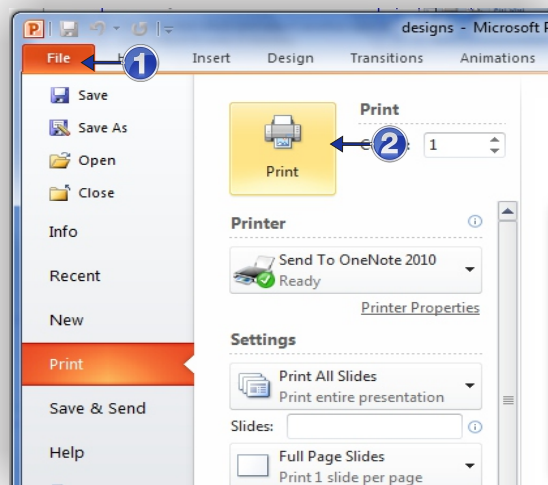 designs - Microsoft P
File
1
Insert
Design
Transitions
Animations
Save
Save As
Open
Close
Info
Recent
New
Print
Save & Send
Help
Print
2
1
Print
Printer
Send To OneNote 2010
Ready
Printer Properties
Settings
Print All Slides
Print entire presentation
Slides:
Full Page Slides
Print 1 slide per page